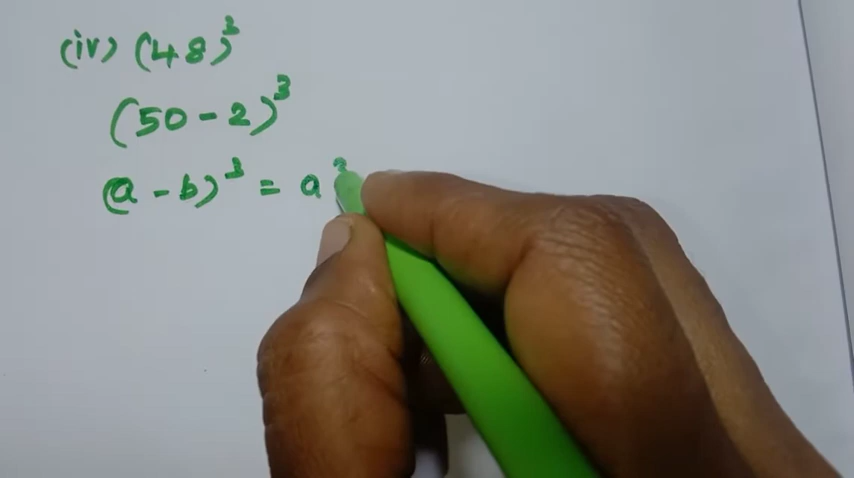 (iv) (48)³
(50 - 2)³
(a - b)³ = a³